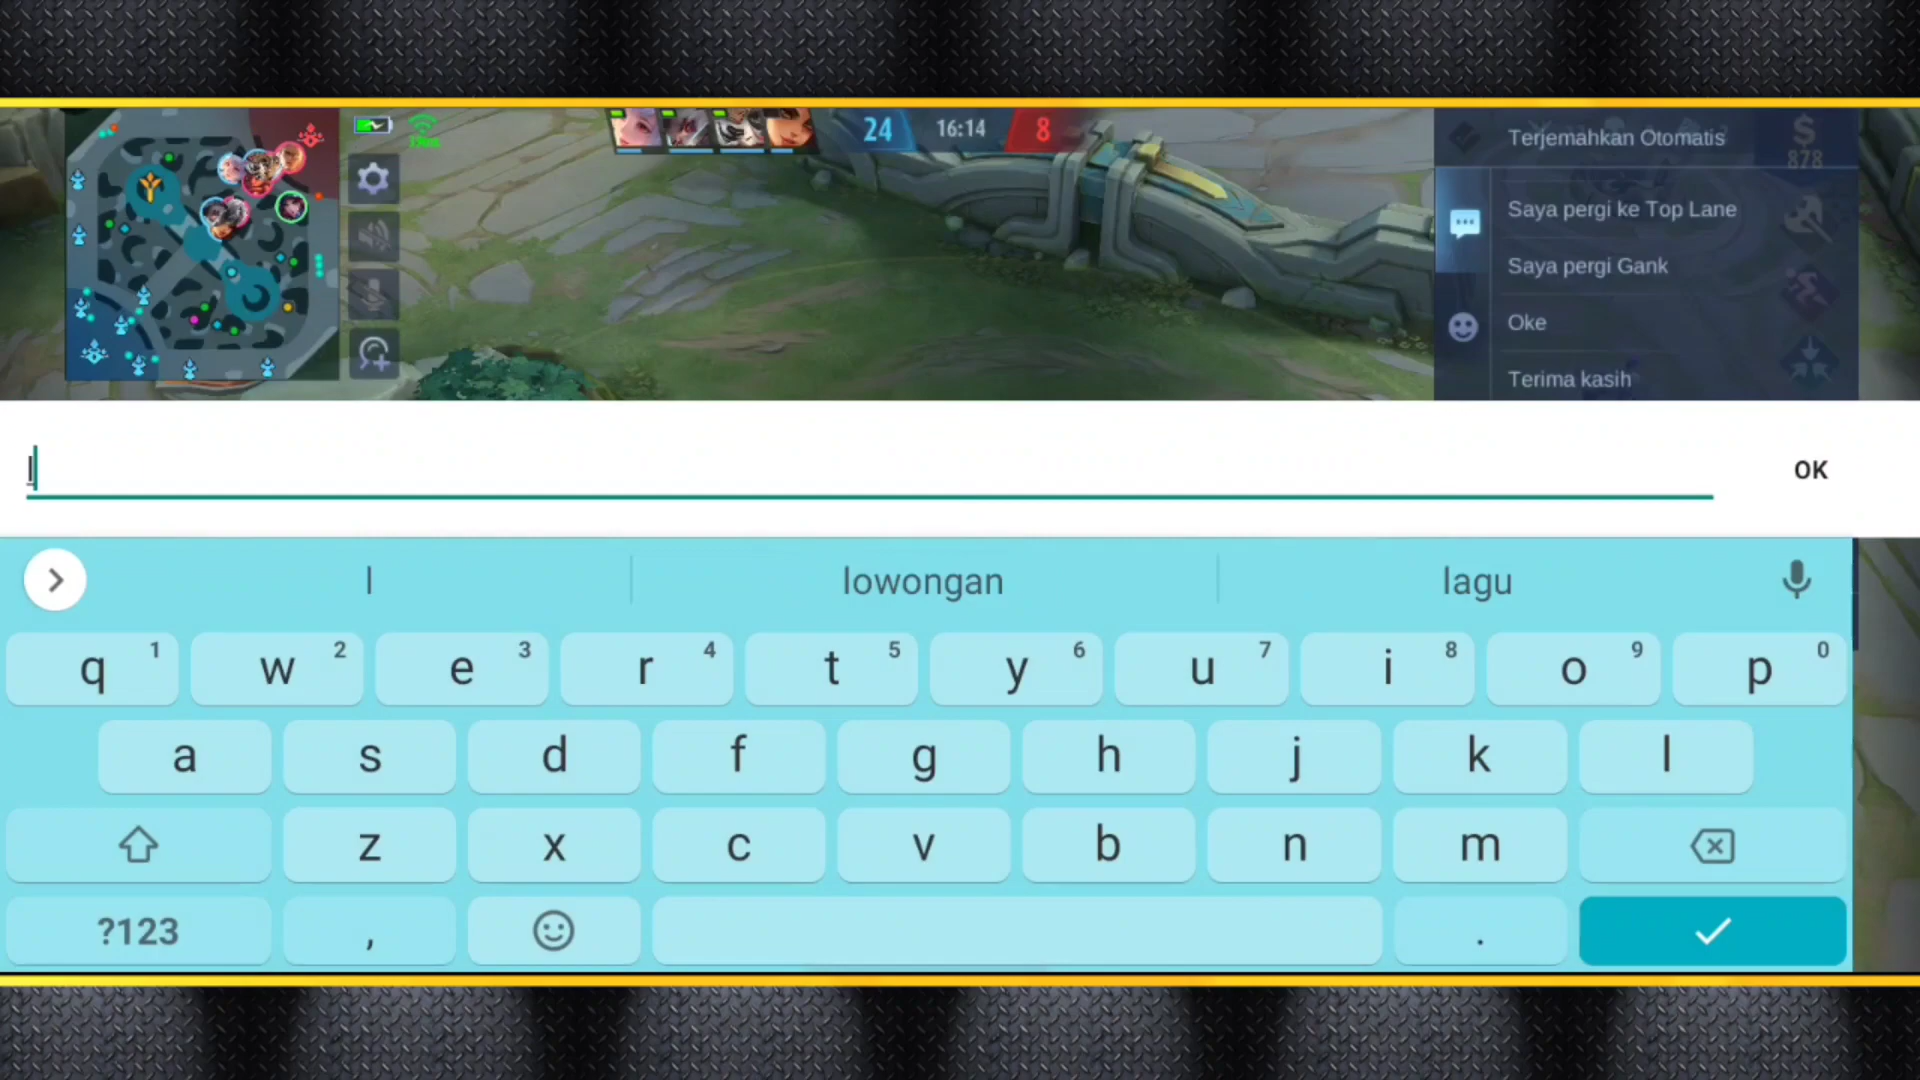 24 16:14 8
878
Terjemahkan Otomatis
Saya pergi ke Top Lane
Saya pergi Gank
Oke
Terima kasih
l
OK
l lowongan lagu
q 1 w 2 e 3 r 4 t 5 y 6 u 7 i 8 o 9 p 0
a s d f g h j k l
z x c v b n m
?123 , .